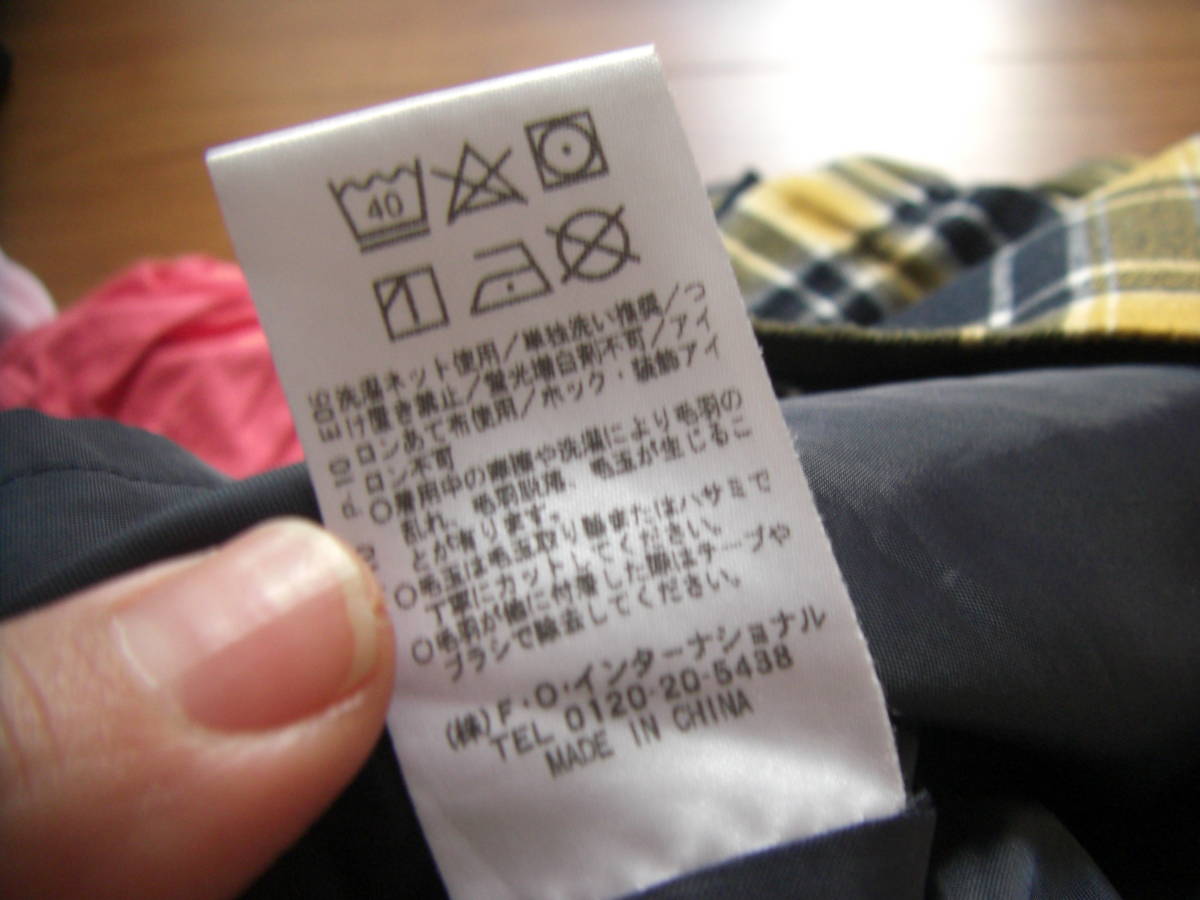 40
洗濯ネット使用/単独洗い推奨/つ
け置き禁止/蛍光増白剤不可/アイ
ロンあて布使用/ホック・装飾アイ
ロン不可
○着用中の摩擦や洗濯により毛羽の
乱れ、毛羽脱落、毛玉が生じるこ
とが有ります。
○毛玉は毛玉取り器またはハサミで
丁寧にカットしてください。
○毛羽が他に付着した際はテープや
ブラシで除去してください。
(株)F・O・インターナショナル
TEL 0120-20-5438
MADE IN CHINA
P-10